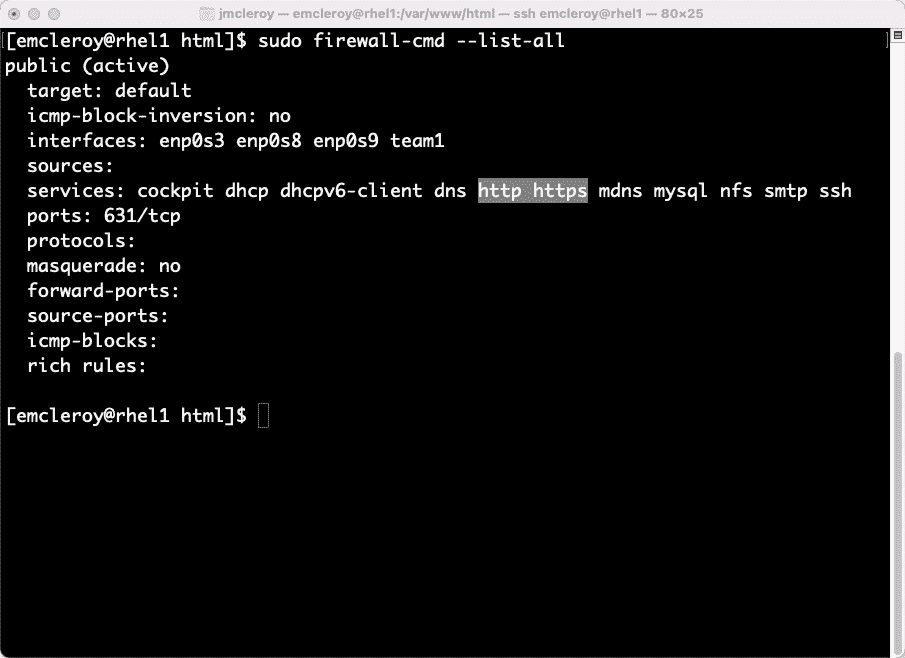 jmcleroy — emcleroy@rhel1:/var/www/html — ssh emcleroy@rhel1 — 80×25
[emcleroy@rhel1 html]$ sudo firewall-cmd --list-all
public (active)
  target: default
  icmp-block-inversion: no
  interfaces: enp0s3 enp0s8 enp0s9 team1
  sources:
  services: cockpit dhcp dhcpv6-client dns http https mdns mysql nfs smtp ssh
  ports: 631/tcp
  protocols:
  masquerade: no
  forward-ports:
  source-ports:
  icmp-blocks:
  rich rules:
[emcleroy@rhel1 html]$